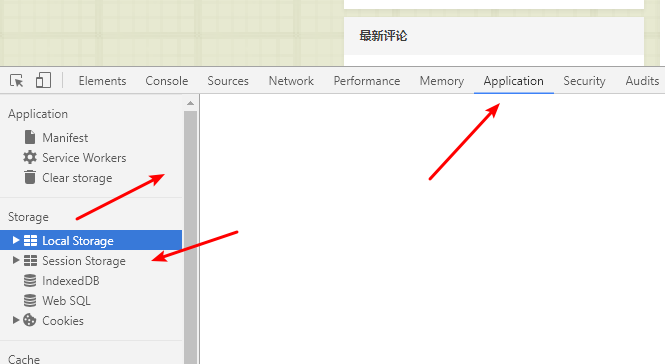 最新评论
Elements Console Sources Network Performance Memory Application Security Audits
Application
Manifest
Service Workers
Clear storage
Storage
Local Storage
Session Storage
IndexedDB
Web SQL
Cookies
Cache